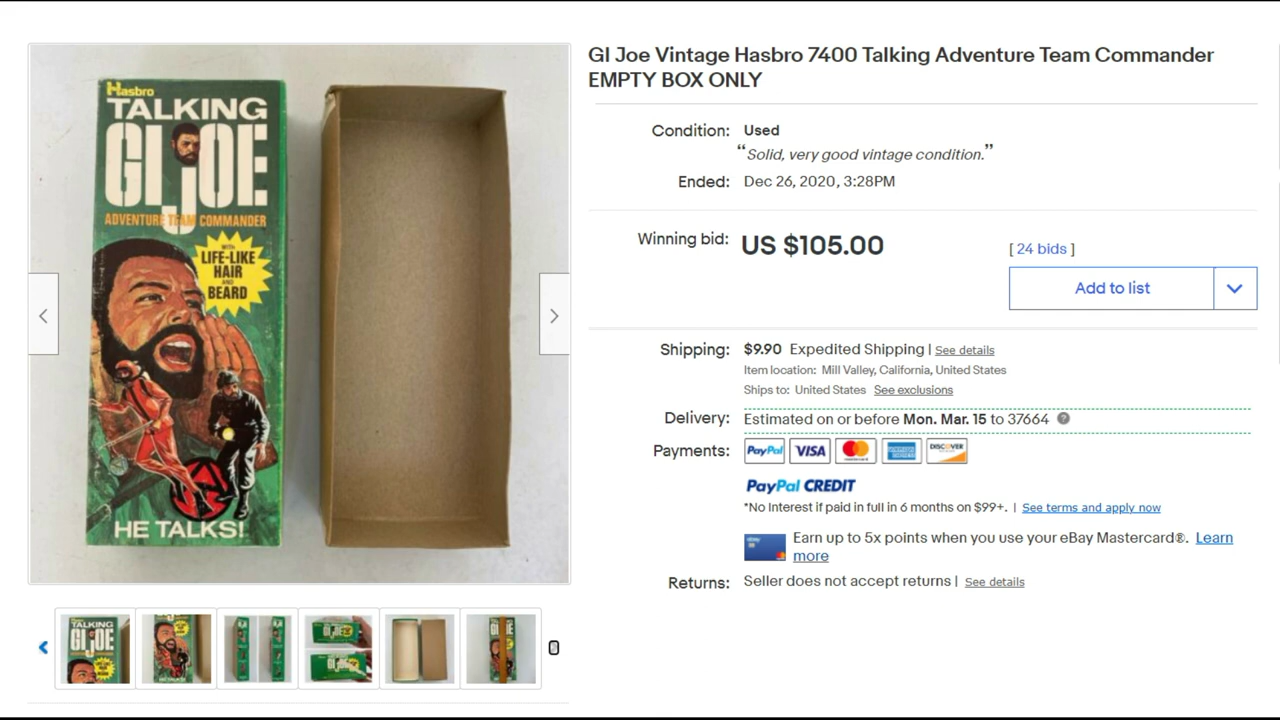 Hasbro
TALKING
GI JOE
ADVENTURE TEAM COMMANDER
WITH
LIFE-LIKE
HAIR
AND
BEARD
HE TALKS!
GI Joe Vintage Hasbro 7400 Talking Adventure Team Commander
EMPTY BOX ONLY
Condition: Used
“Solid, very good vintage condition.”
Ended: Dec 26, 2020, 3:28PM
Winning bid: US $105.00
[ 24 bids ]
Add to list
Shipping: $9.90 Expedited Shipping | See details
Item location: Mill Valley, California, United States
Ships to: United States See exclusions
Delivery: Estimated on or before Mon. Mar. 15 to 37664 ?
Payments: PayPal VISA DISCOVER
PayPal CREDIT
*No Interest if paid in full in 6 months on $99+. | See terms and apply now
Earn up to 5x points when you use your eBay Mastercard®. Learn
more
Returns: Seller does not accept returns | See details
TALKING
GI JOE
HE TALKS!